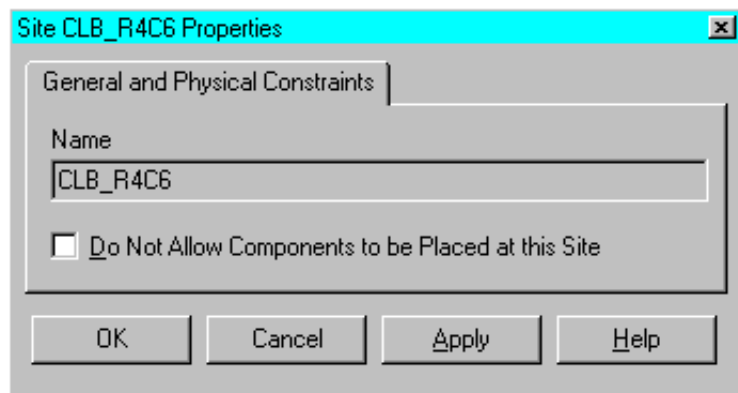 Site CLB_R4C6 Properties
General and Physical Constraints
Name
CLB_R4C6
Do Not Allow Components to be Placed at this Site
OK Cancel Apply Help